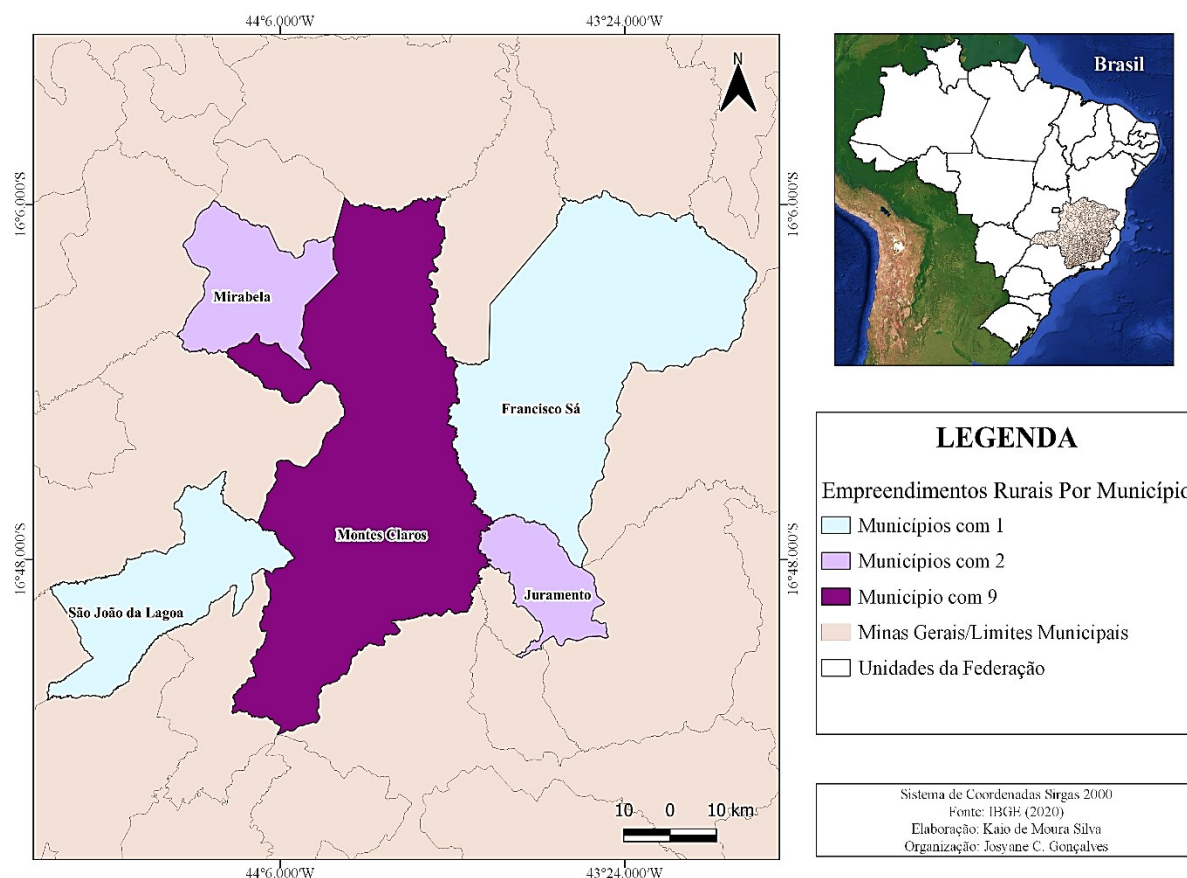 44°6.000'W
43°24.000'W
N
16°6.000'S
16°6.000'S
Mirabela
Francisco Sá
Montes Claros
16°48.000'S
16°48.000'S
Juramento
São João da Lagoa
10 0 10 km
44°6.000'W
43°24.000'W
Brasil
LEGENDA
Empreendimentos Rurais Por Município
Municípios com 1
Municípios com 2
Município com 9
Minas Gerais/Limites Municipais
Unidades da Federação
Sistema de Coordenadas Sirgas 2000
Fonte: IBGE (2020)
Elaboração: Kaio de Moura Silva
Organização: Josyane C. Gonçalves